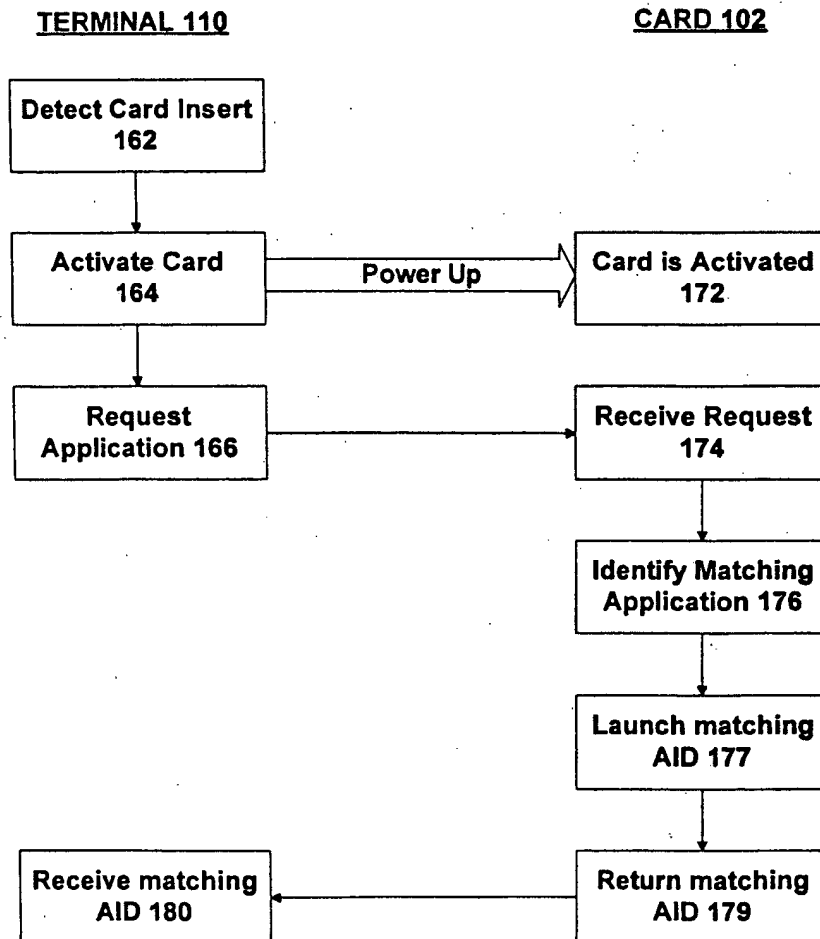 TERMINAL 110
CARD 102
Detect Card Insert
162
Activate Card
164
Power Up
Card is Activated
172
Request
Application 166
Receive Request
174
Identify Matching
Application 176
Launch matching
AID 177
Receive matching
AID 180
Return matching
AID 179